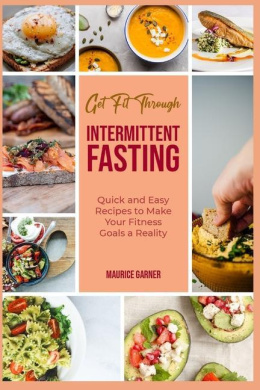 Get Fit Through
INTERMITTENT
FASTING
Quick and Easy
Recipes to Make
Your Fitness
Goals a Reality
MAURICE GARNER